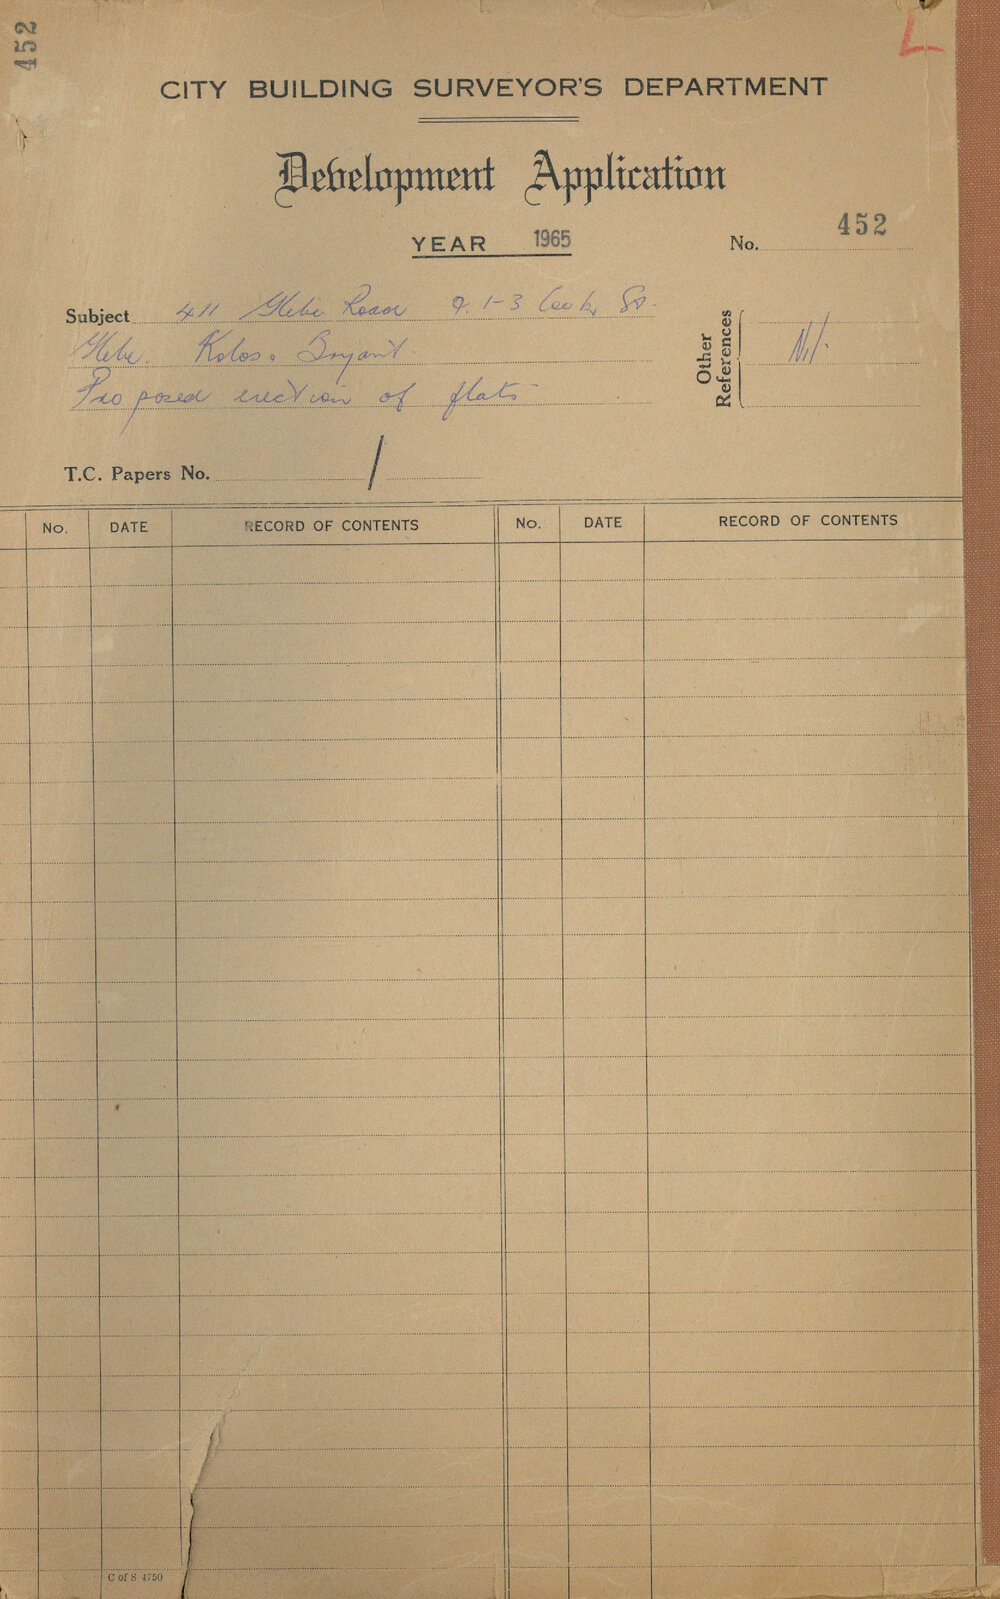 452
CITY BUILDING SURVEYOR'S DEPARTMENT
Development Application
YEAR 1965
No. 452
Subject 411 Glebe Road & 1-3 Cook St.
Glebe. Kolos & Bryant.
Proposed erection of flats
Other References Nil.
T.C. Papers No. /
No. DATE RECORD OF CONTENTS No. DATE RECORD OF CONTENTS
C of S 4750